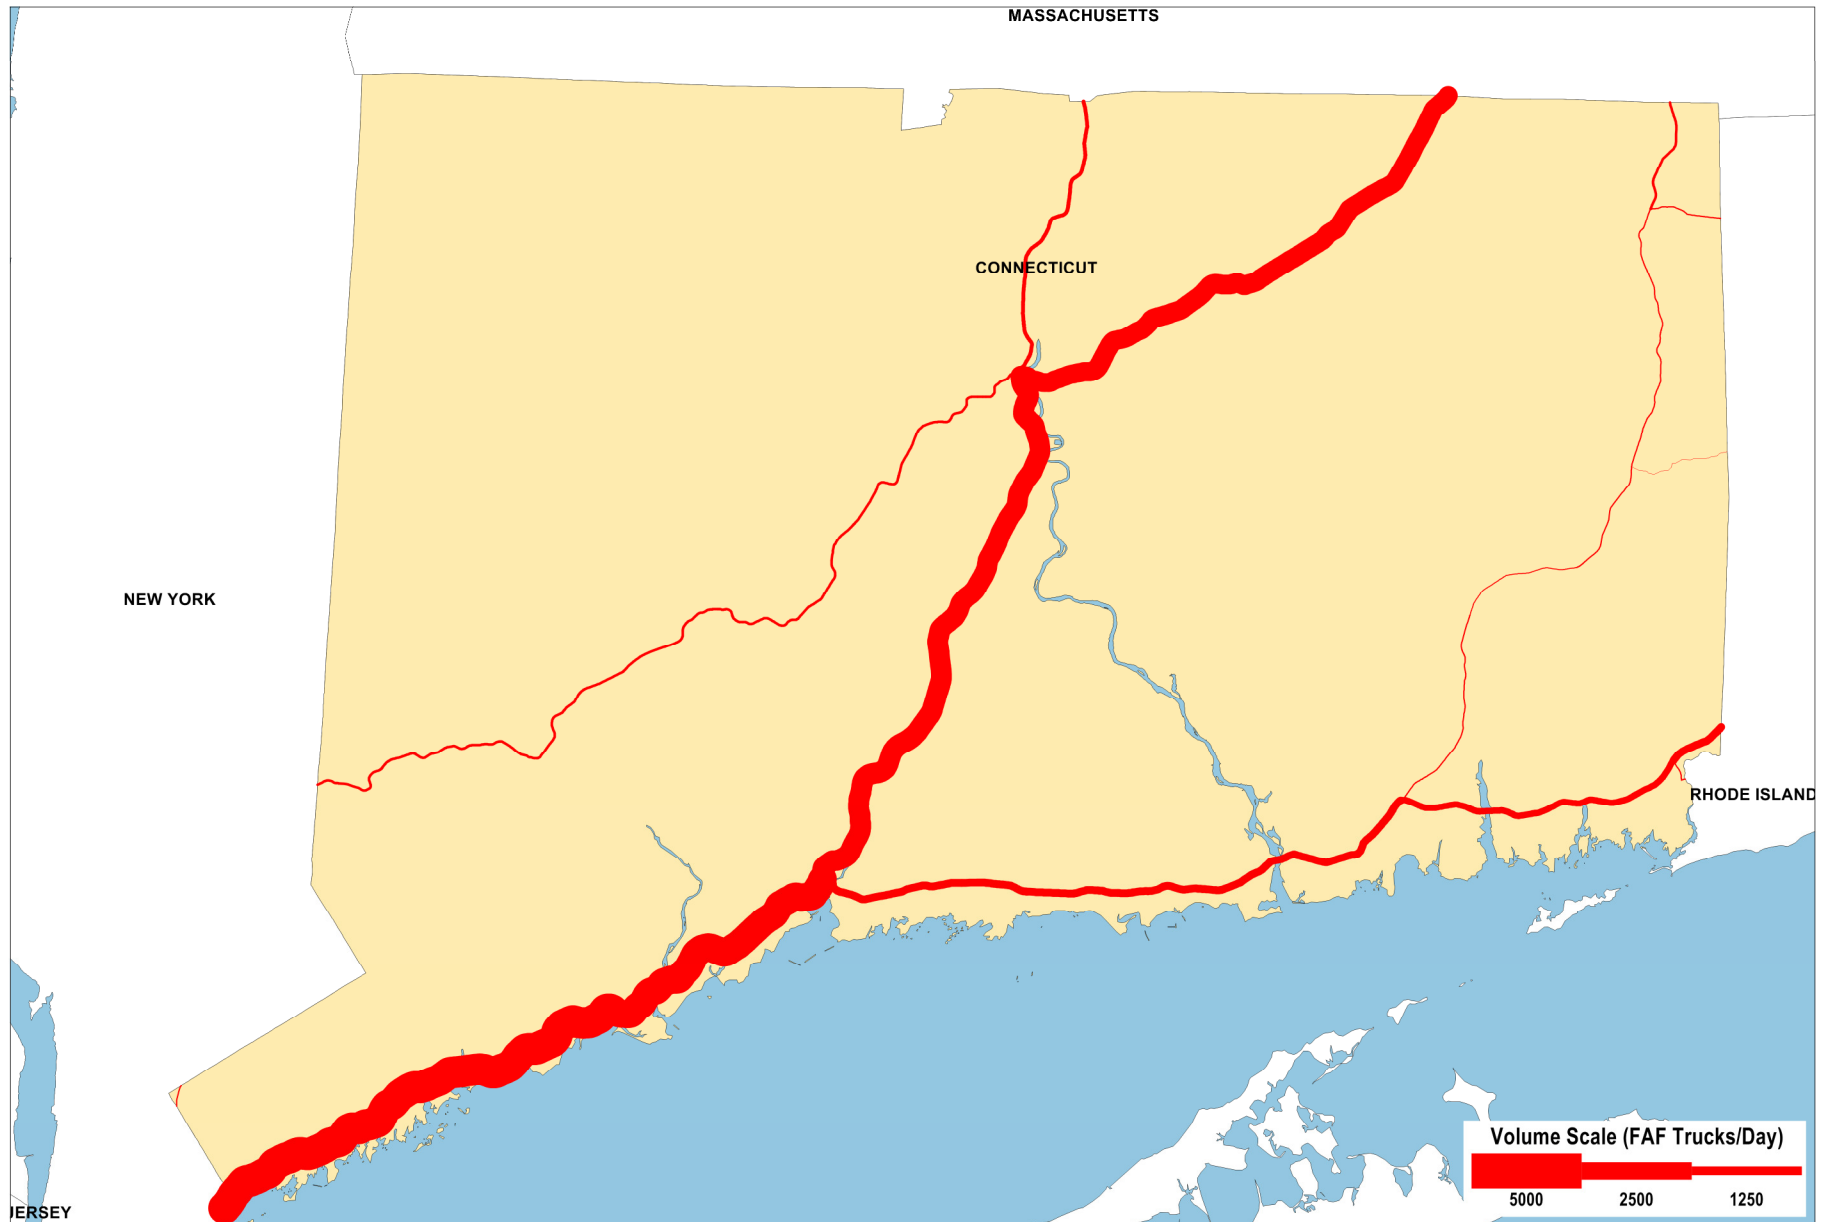 MASSACHUSETTS
CONNECTICUT
NEW YORK
RHODE ISLAND
Volume Scale (FAF Trucks/Day)
5000 2500 1250
JERSEY